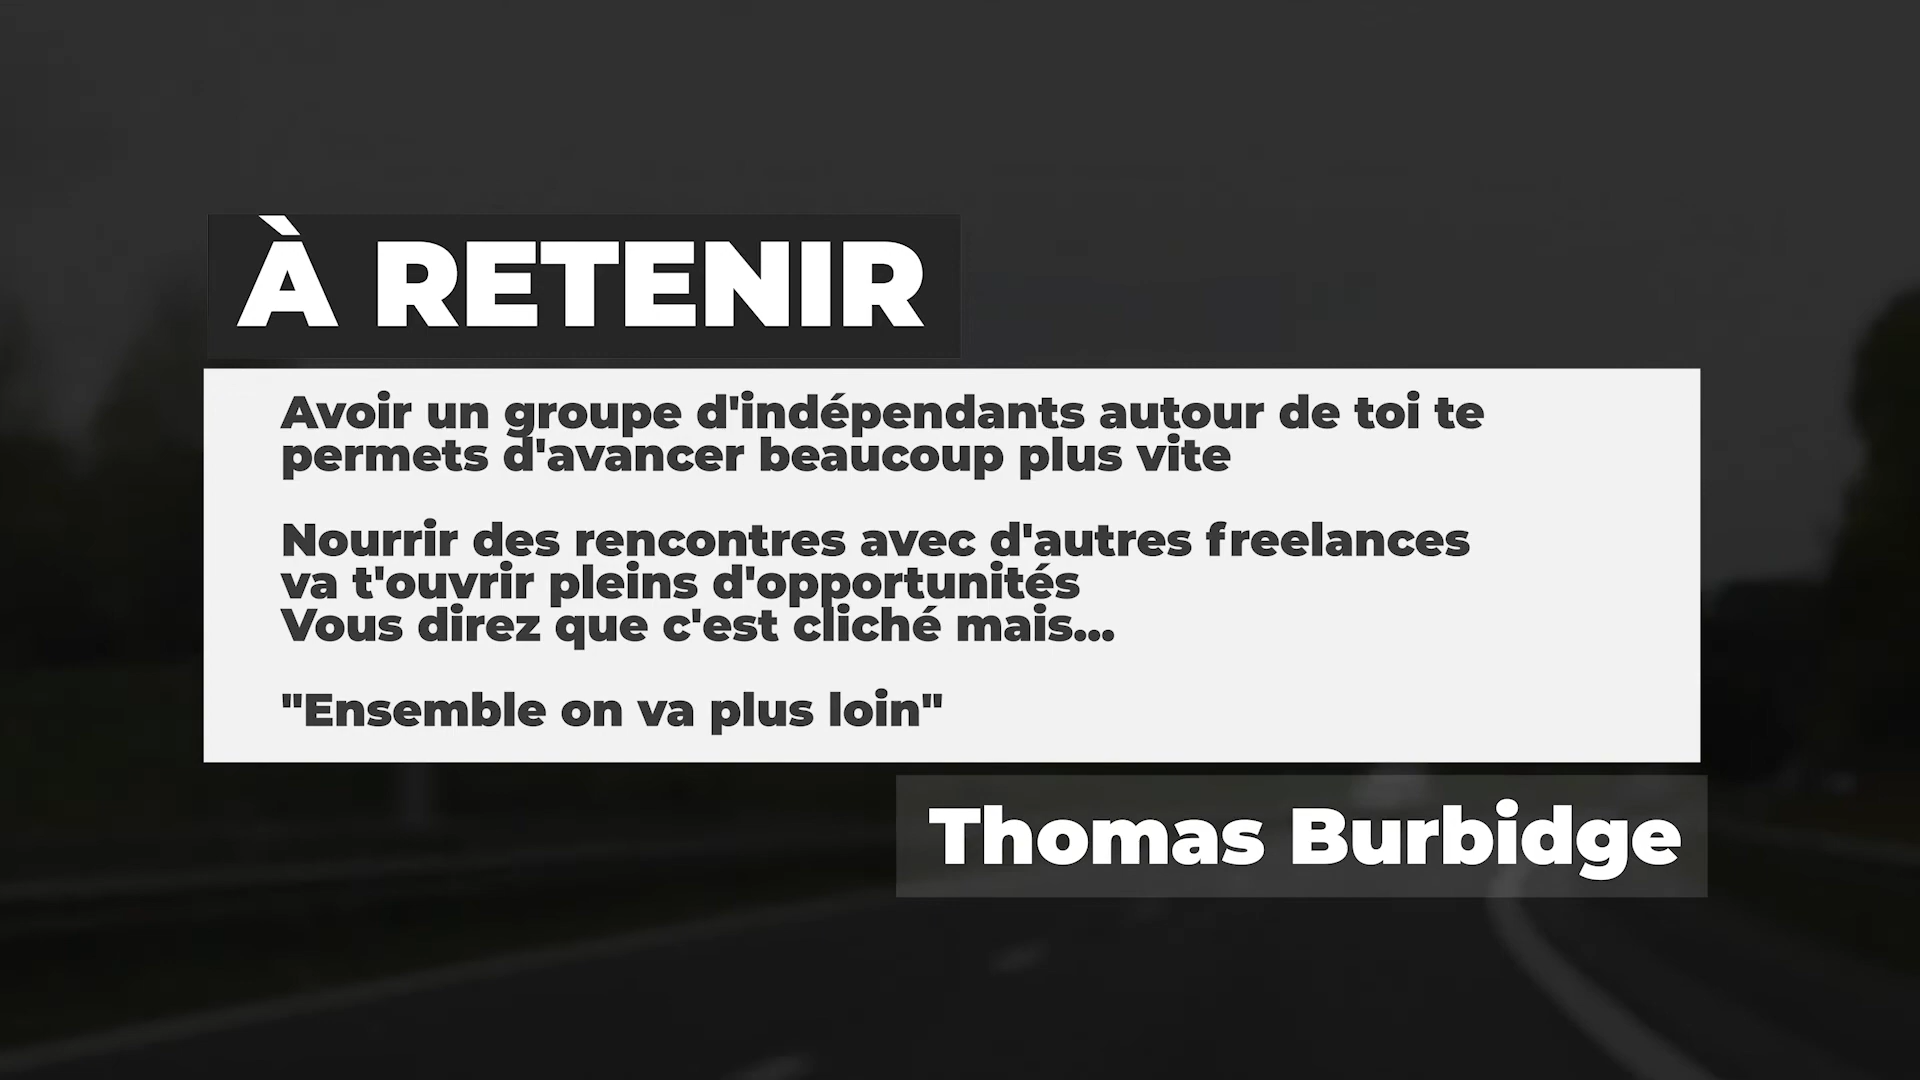 À RETENIR
Avoir un groupe d'indépendants autour de toi te
permets d'avancer beaucoup plus vite
Nourrir des rencontres avec d'autres freelances
va t'ouvrir pleins d'opportunités
Vous direz que c'est cliché mais...
"Ensemble on va plus loin"
Thomas Burbidge